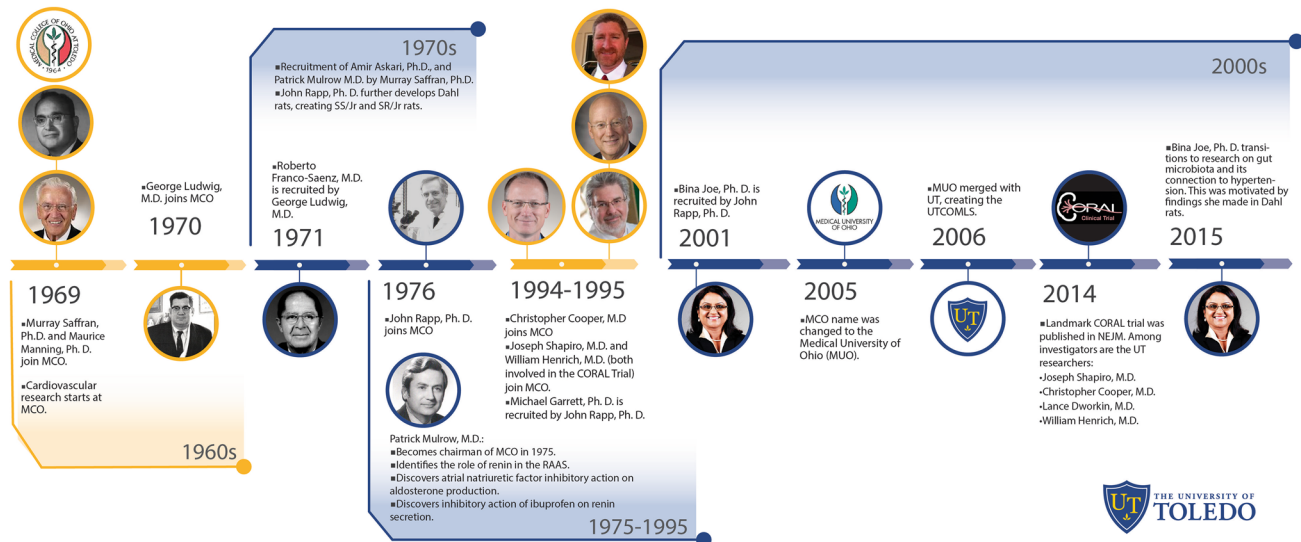 MEDICAL COLLEGE OF OHIO AT TOLEDO
• 1964 •
1969
▪Murray Saffran,
Ph.D. and Maurice
Manning, Ph. D.
join MCO.
▪Cardiovascular
research starts at
MCO.
1960s
▪George Ludwig,
M.D. joins MCO
1970
1970s
▪Recruitment of Amir Askari, Ph.D., and
Patrick Mulrow M.D. by Murray Saffran, Ph.D.
▪John Rapp, Ph. D. further develops Dahl
rats, creating SS/Jr and SR/Jr rats.
▪Roberto
Franco-Saenz, M.D.
is recruited by
George Ludwig,
M.D.
1971
1976
▪John Rapp, Ph. D.
joins MCO
Patrick Mulrow, M.D.:
▪Becomes chairman of MCO in 1975.
▪Identifies the role of renin in the RAAS.
▪Discovers atrial natriuretic factor inhibitory action on
aldosterone production.
▪Discovers inhibitory action of ibuprofen on renin
secretion.
1975-1995
1994-1995
▪Christopher Cooper, M.D
joins MCO
▪Joseph Shapiro, M.D. and
William Henrich, M.D. (both
involved in the CORAL Trial)
join MCO.
▪Michael Garrett, Ph. D. is
recruited by John Rapp, Ph. D.
2000s
▪Bina Joe, Ph. D. is
recruited by John
Rapp, Ph. D.
2001
MEDICAL UNIVERSITY
OF OHIO
2005
▪MCO name was
changed to the
Medical University of
Ohio (MUO).
▪MUO merged with
UT, creating the
UTCOMLS.
2006
UT
CORAL
Clinical Trial
2014
▪Landmark CORAL trial was
published in NEJM. Among
investigators are the UT
researchers:
•Joseph Shapiro, M.D.
•Christopher Cooper, M.D.
•Lance Dworkin, M.D.
•William Henrich, M.D.
▪Bina Joe, Ph. D. transi-
tions to research on gut
microbiota and its
connection to hyperten-
sion. This was motivated by
findings she made in Dahl
rats.
2015
UT
THE UNIVERSITY OF
TOLEDO